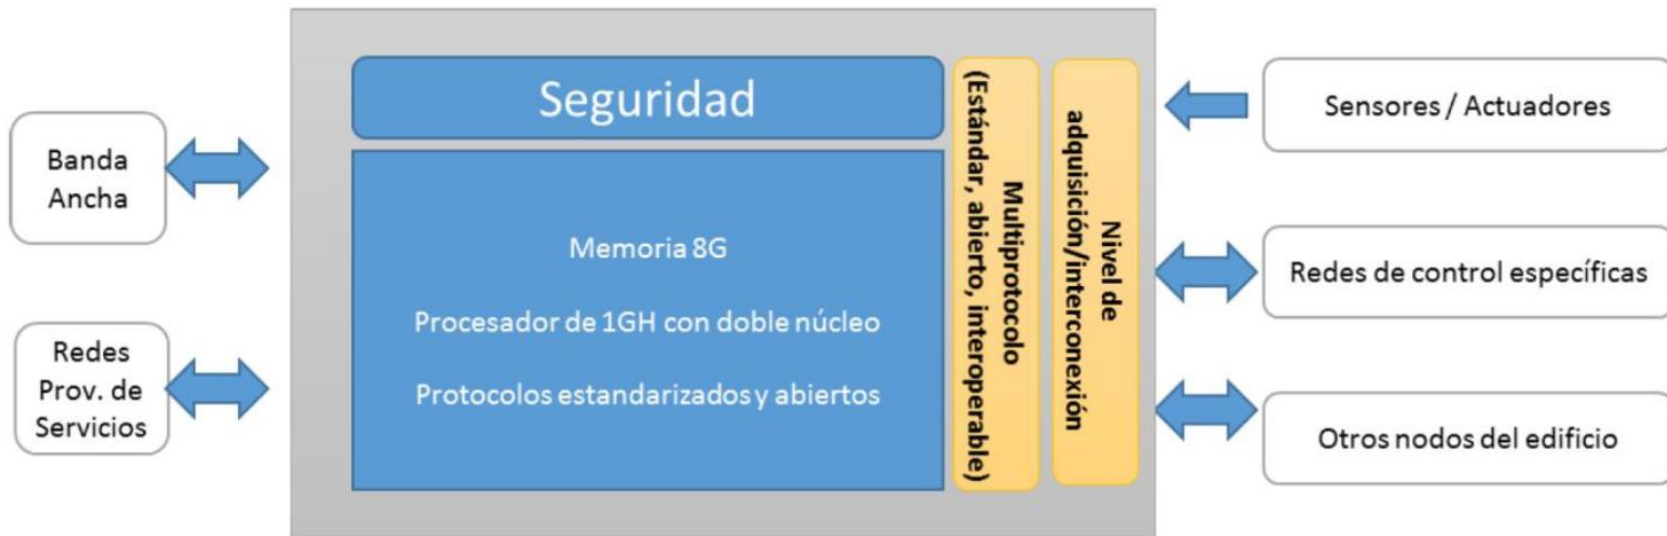 Banda
Ancha
Redes
Prov. de
Servicios
Seguridad
Memoria 8G
Procesador de 1GH con doble núcleo
Protocolos estandarizados y abiertos
Multiprotocolo
(Estándar, abierto, interoperable)
Nivel de
adquisición/interconexión
Sensores / Actuadores
Redes de control específicas
Otros nodos del edificio